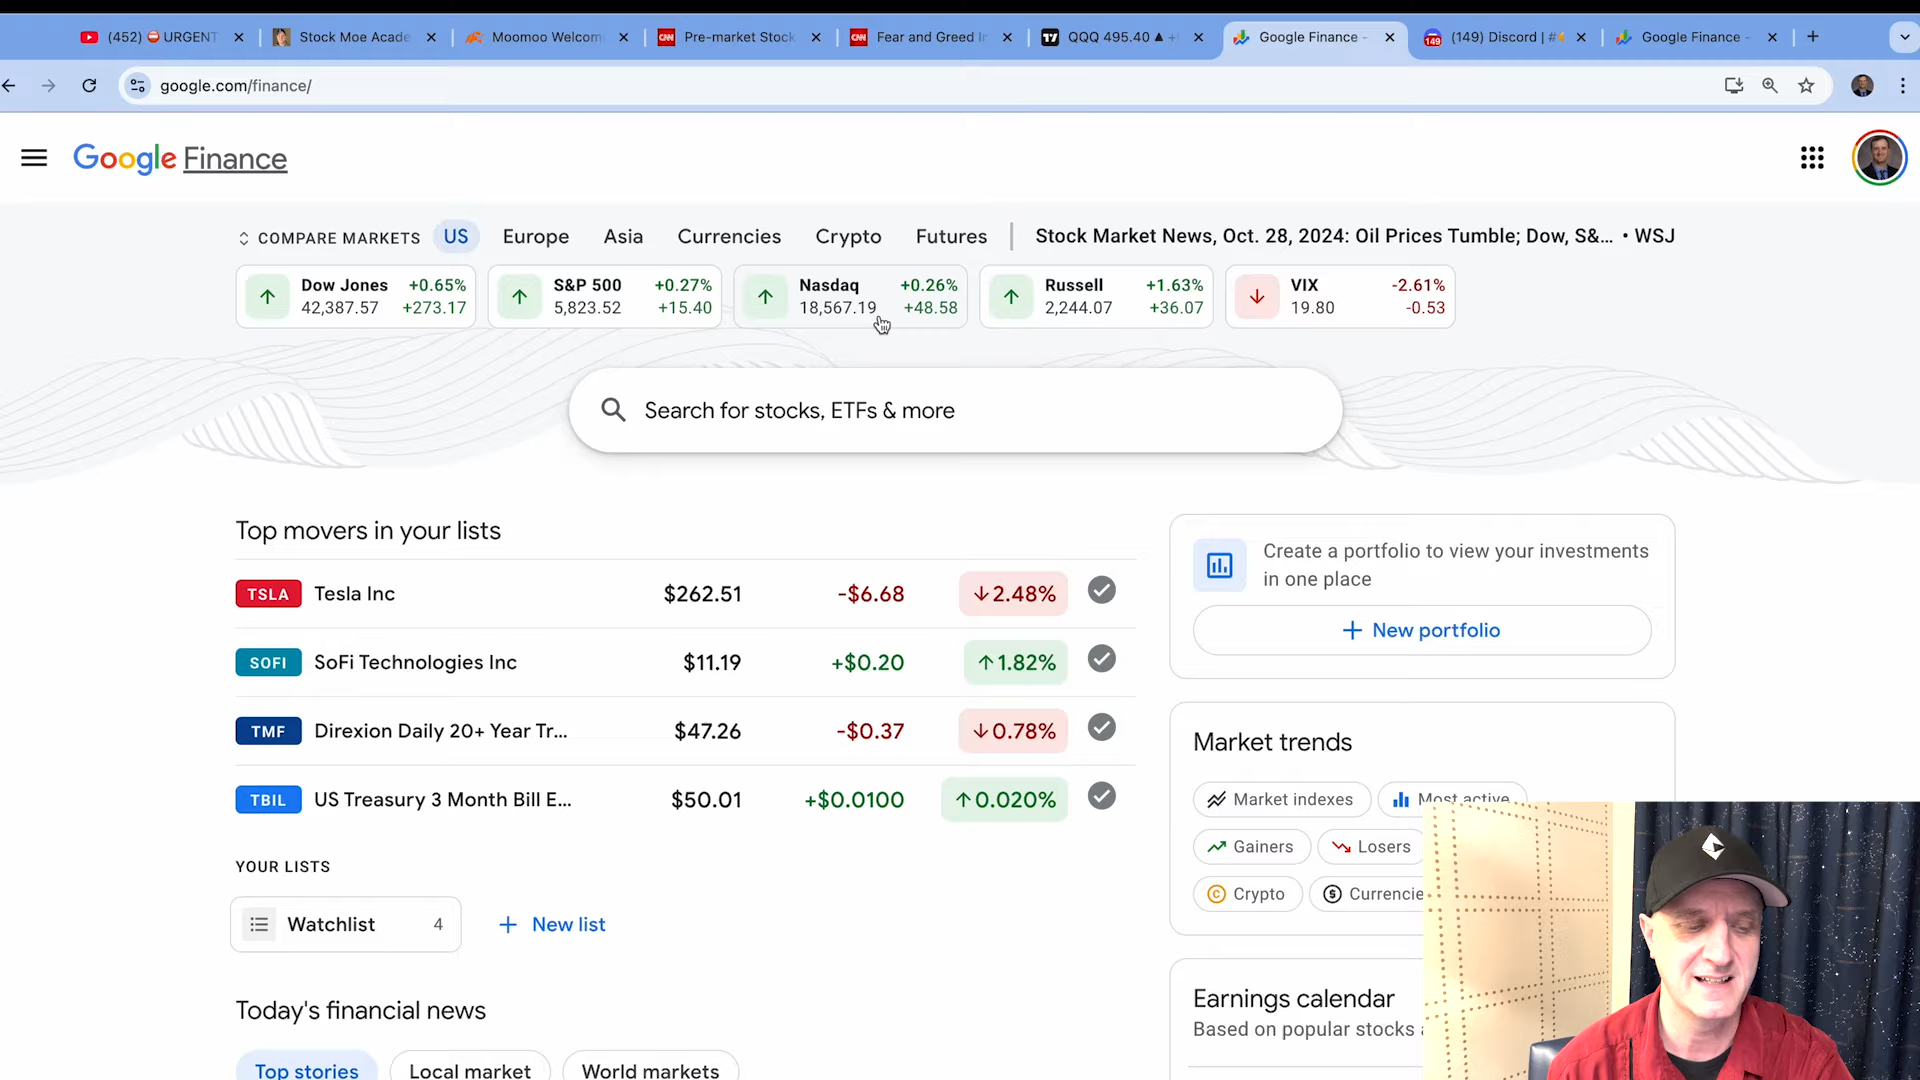 (452) URGENT
Stock Moe Acade
Moomoo Welcom
CNN Pre-market Stock
CNN Fear and Greed In
QQQ 495.40 ▲ +
Google Finance -
149 (149) Discord | #
Google Finance -
google.com/finance/
Google Finance
COMPARE MARKETS US Europe Asia Currencies Crypto Futures Stock Market News, Oct. 28, 2024: Oil Prices Tumble; Dow, S&... • WSJ
Dow Jones +0.65%
42,387.57 +273.17
S&P 500 +0.27%
5,823.52 +15.40
Nasdaq +0.26%
18,567.19 +48.58
Russell +1.63%
2,244.07 +36.07
VIX -2.61%
19.80 -0.53
Search for stocks, ETFs & more
Top movers in your lists
TSLA Tesla Inc $262.51 -$6.68 ↓2.48%
SOFI SoFi Technologies Inc $11.19 +$0.20 ↑1.82%
TMF Direxion Daily 20+ Year Tr... $47.26 -$0.37 ↓0.78%
TBIL US Treasury 3 Month Bill E... $50.01 +$0.0100 ↑0.020%
YOUR LISTS
Watchlist 4 + New list
Today's financial news
Top stories Local market World markets
Create a portfolio to view your investments
in one place
+ New portfolio
Market trends
Market indexes Most active
Gainers Losers
Crypto Currencie
Earnings calendar
Based on popular stocks